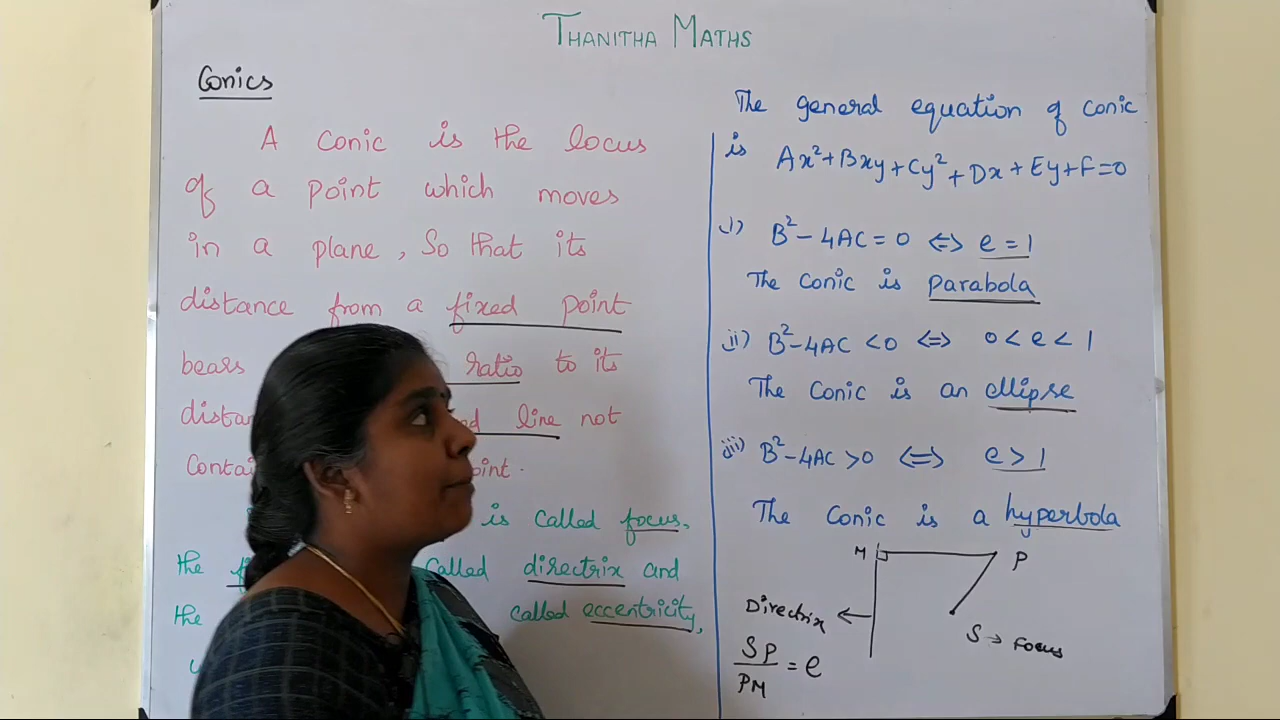 THANITHA MATHS
Conics
A conic is the locus
of a point which moves
in a plane, So that its
distance from a fixed point
bears ratio to its
line not
is called focus,
the called directrix and
the called eccentricity,
The general equation of conic
is Ax²+Bxy+Cy²+Dx+Ey+F=0
i) B²-4AC=0 ⇔ e=1
The conic is parabola
ii) B²-4AC<0 ⇔ 0<e<1
The Conic is an ellipse
iii) B²-4AC>0 ⇔ e>1
The Conic is a hyperbola
M P
Directrix ←
S → Focus
SP/PM = e